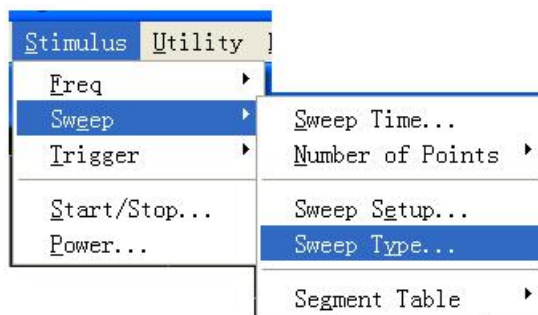 Stimulus Utility
Freq
Sweep
Trigger
Start/Stop...
Power...
Sweep Time...
Number of Points
Sweep Setup...
Sweep Type...
Segment Table